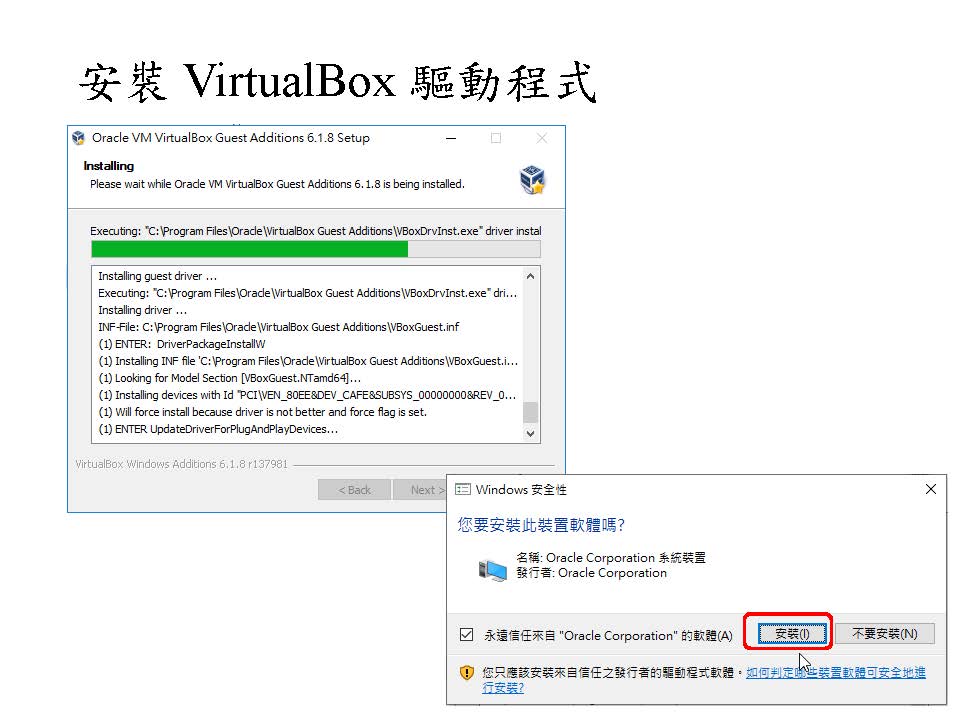 安裝 VirtualBox 驅動程式
Oracle VM VirtualBox Guest Additions 6.1.8 Setup
Installing
Please wait while Oracle VM VirtualBox Guest Additions 6.1.8 is being installed.
Executing: "C:\Program Files\Oracle\VirtualBox Guest Additions\VBoxDrvInst.exe" driver instal
Installing guest driver ...
Executing: "C:\Program Files\Oracle\VirtualBox Guest Additions\VBoxDrvInst.exe" dri...
Installing driver ...
INF-File: C:\Program Files\Oracle\VirtualBox Guest Additions\VBoxGuest.inf
(1) ENTER: DriverPackageInstallW
(1) Installing INF file 'C:\Program Files\Oracle\VirtualBox Guest Additions\VBoxGuest.i...
(1) Looking for Model Section [VBoxGuest.NTamd64]...
(1) Installing devices with Id "PCI\VEN_80EE&DEV_CAFE&SUBSYS_00000000&REV_0...
(1) Will force install because driver is not better and force flag is set.
(1) ENTER UpdateDriverForPlugAndPlayDevices...
VirtualBox Windows Additions 6.1.8 r137981
< Back
Next >
Windows 安全性
您要安裝此裝置軟體嗎?
名稱: Oracle Corporation 系統裝置
發行者: Oracle Corporation
永遠信任來自 "Oracle Corporation" 的軟體(A)
安裝(I)
不要安裝(N)
您只應該安裝來自信任之發行者的驅動程式軟體。如何判定哪些裝置軟體可安全地進
行安裝?